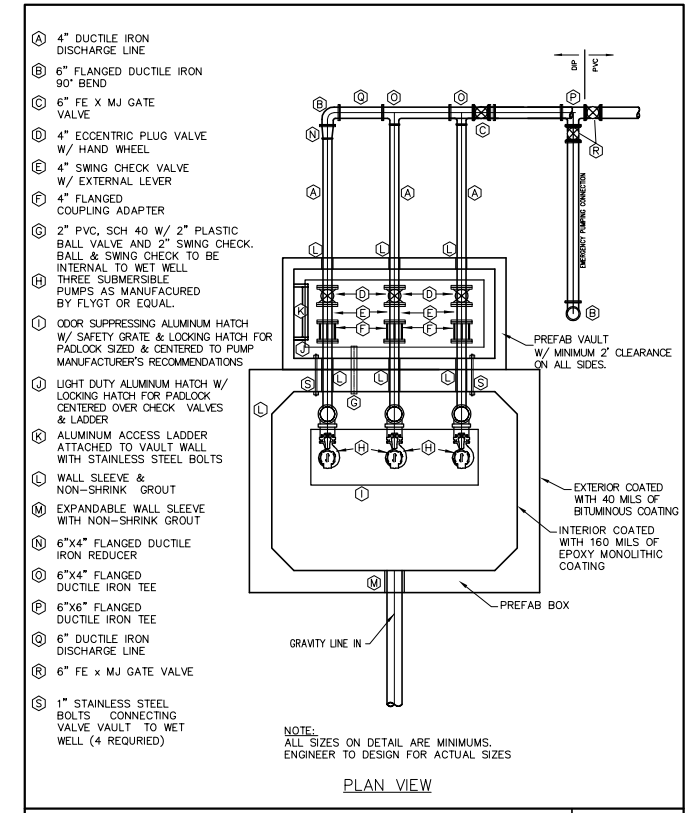 A 4" DUCTILE IRON
DISCHARGE LINE
B 6" FLANGED DUCTILE IRON
90° BEND
C 6" FE X MJ GATE
VALVE
D 4" ECCENTRIC PLUG VALVE
W/ HAND WHEEL
E 4" SWING CHECK VALVE
W/ EXTERNAL LEVER
F 4" FLANGED
COUPLING ADAPTER
G 2" PVC, SCH 40 W/ 2" PLASTIC
BALL VALVE AND 2" SWING CHECK.
BALL & SWING CHECK TO BE
INTERNAL TO WET WELL
H THREE SUBMERSIBLE
PUMPS AS MANUFACURED
BY FLYGT OR EQUAL.
I ODOR SUPPRESSING ALUMINUM HATCH
W/ SAFETY GRATE & LOCKING HATCH FOR
PADLOCK SIZED & CENTERED TO PUMP
MANUFACTURER'S RECOMMENDATIONS
J LIGHT DUTY ALUMINUM HATCH W/
LOCKING HATCH FOR PADLOCK
CENTERED OVER CHECK VALVES
& LADDER
K ALUMINUM ACCESS LADDER
ATTACHED TO VAULT WALL
WITH STAINLESS STEEL BOLTS
L WALL SLEEVE &
NON-SHRINK GROUT
M EXPANDABLE WALL SLEEVE
WITH NON-SHRINK GROUT
N 6"X4" FLANGED DUCTILE
IRON REDUCER
O 6"X4" FLANGED
DUCTILE IRON TEE
P 6"X6" FLANGED
DUCTILE IRON TEE
Q 6" DUCTILE IRON
DISCHARGE LINE
R 6" FE x MJ GATE VALVE
S 1" STAINLESS STEEL
BOLTS CONNECTING
VALVE VAULT TO WET
WELL (4 REQURIED)
DIP PVC
B Q O O P
N C R
A A A
EMERGENCY PUMPING CONNECTION
L L L
B
D D
K E E
F F
J
PREFAB VAULT
W/ MINIMUM 2' CLEARANCE
ON ALL SIDES.
S L L L S
G
L
H H
I
EXTERIOR COATED
WITH 40 MILS OF
BITUMINOUS COATING
INTERIOR COATED
WITH 160 MILS OF
EPOXY MONOLITHIC
COATING
M
PREFAB BOX
GRAVITY LINE IN
NOTE:
ALL SIZES ON DETAIL ARE MINIMUMS.
ENGINEER TO DESIGN FOR ACTUAL SIZES
PLAN VIEW